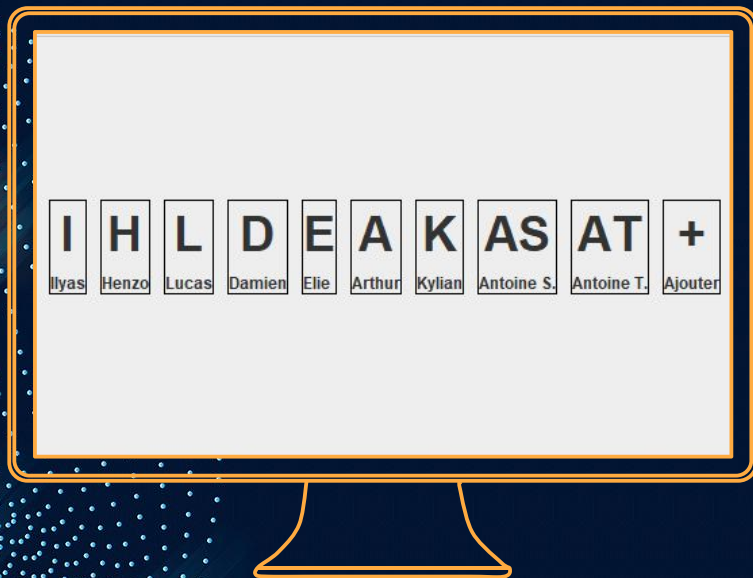 I H L D E A K AS AT +
Ilyas Henzo Lucas Damien Elie Arthur Kylian Antoine S. Antoine T. Ajouter